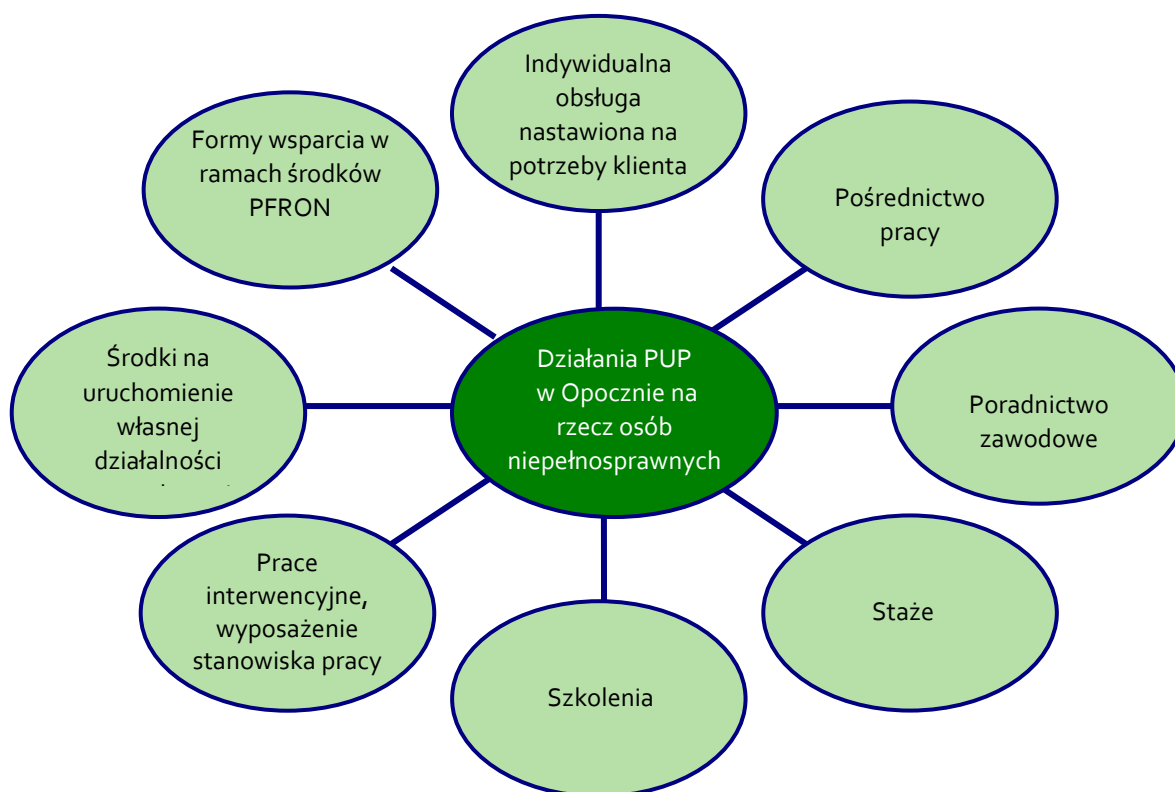 Indywidualna
obsługa
nastawiona na
potrzeby klienta
Formy wsparcia w
ramach środków
PFRON
Pośrednictwo
pracy
Środki na
uruchomienie
własnej
działalności
Działania PUP
w Opocznie na
rzecz osób
niepełnosprawnych
Poradnictwo
zawodowe
Prace
interwencyjne,
wyposażenie
stanowiska pracy
Staże
Szkolenia